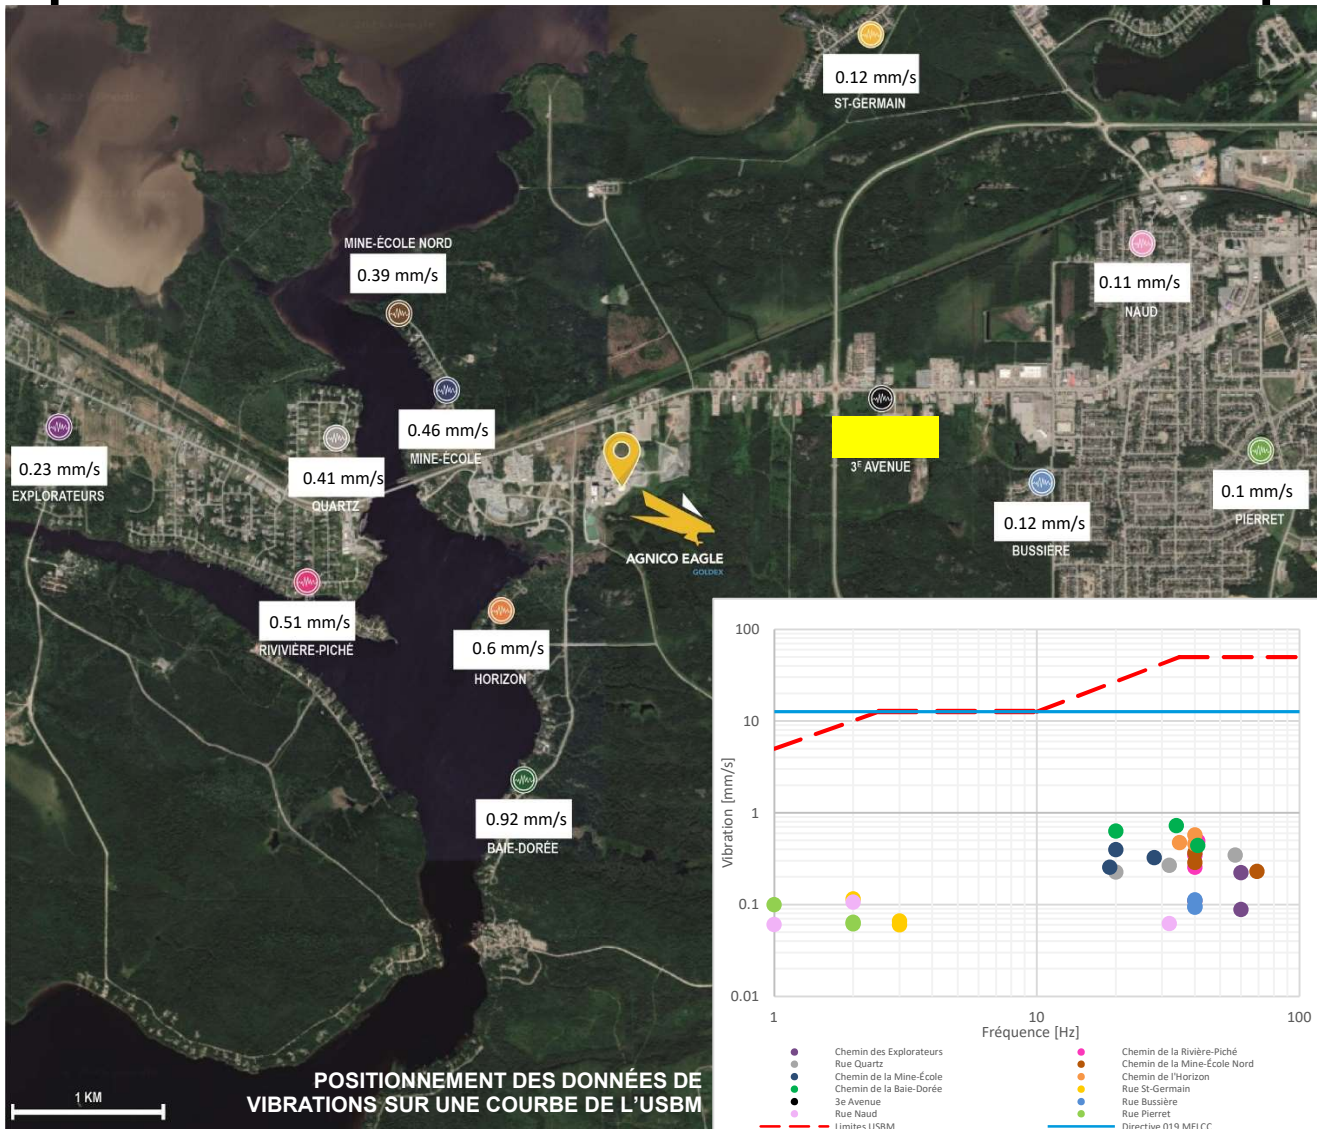 0.12 mm/s
ST-GERMAIN
MINE-ÉCOLE NORD
0.39 mm/s
0.11 mm/s
NAUD
0.46 mm/s
MINE-ÉCOLE
0.23 mm/s
EXPLORATEURS
0.41 mm/s
QUARTZ
3E AVENUE
0.1 mm/s
PIERRET
0.12 mm/s
BUSSIÈRE
AGNICO EAGLE
GOLDEX
0.51 mm/s
RIVIVIÈRE-PICHÉ
0.6 mm/s
HORIZON
0.92 mm/s
BAIE-DORÉE
1 KM
POSITIONNEMENT DES DONNÉES DE
VIBRATIONS SUR UNE COURBE DE L'USBM
100
10
1
0.1
0.01
Vibration [mm/s]
1
10
100
Fréquence [Hz]
Chemin des Explorateurs
Chemin de la Rivière-Piché
Rue Quartz
Chemin de la Mine-École Nord
Chemin de la Mine-École
Chemin de l'Horizon
Chemin de la Baie-Dorée
Rue St-Germain
3e Avenue
Rue Bussière
Rue Naud
Rue Pierret
Limites USBM
Directive 019 MELCC